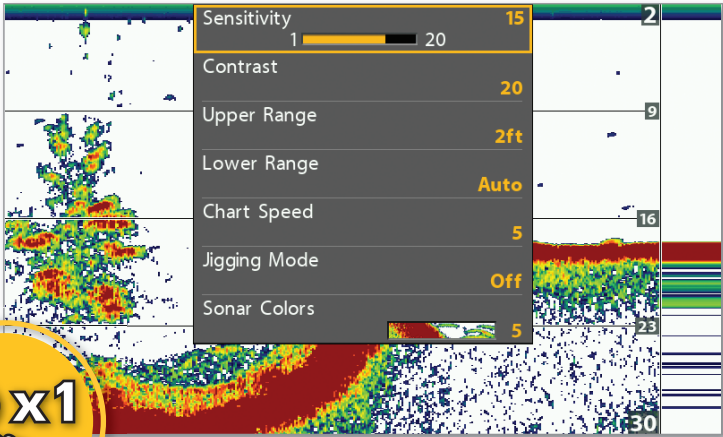 Sensitivity 15
1 20
Contrast
20
Upper Range
2ft
Lower Range
Auto
Chart Speed
5
Jigging Mode
Off
Sonar Colors
5
2
9
16
23
30
x1